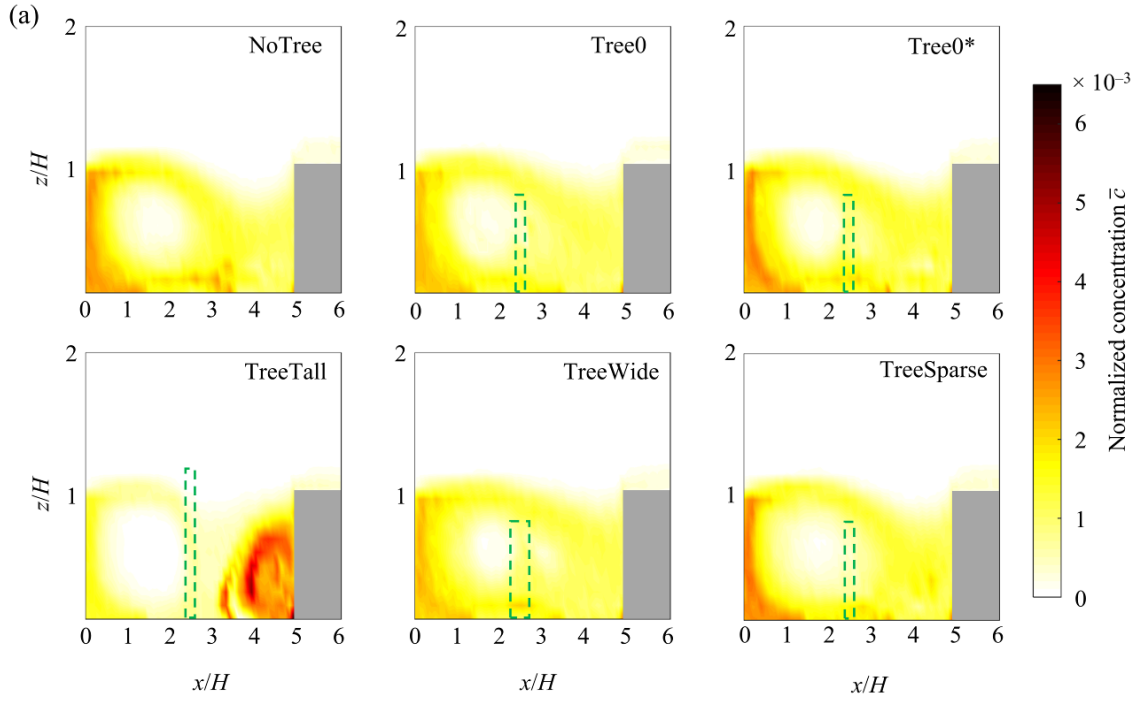 (a)
2
NoTree
1
z/H
0 1 2 3 4 5 6
2
Tree0
1
0 1 2 3 4 5 6
2
Tree0*
1
0 1 2 3 4 5 6
2
TreeTall
1
z/H
0 1 2 3 4 5 6
x/H
2
TreeWide
1
0 1 2 3 4 5 6
x/H
2
TreeSparse
1
0 1 2 3 4 5 6
x/H
× 10⁻³
6
5
4
3
2
1
0
Normalized concentration c̅